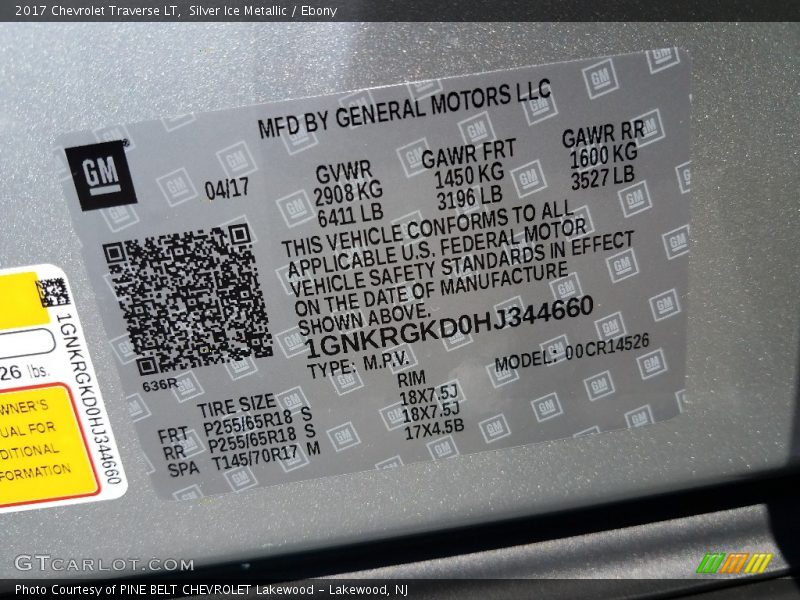 2017 Chevrolet Traverse LT, Silver Ice Metallic / Ebony
MFD BY GENERAL MOTORS LLC
GM
04/17
GVWR GAWR FRT GAWR RR
2908 KG 1450 KG 1600 KG
6411 LB 3196 LB 3527 LB
THIS VEHICLE CONFORMS TO ALL
APPLICABLE U.S. FEDERAL MOTOR
VEHICLE SAFETY STANDARDS IN EFFECT
ON THE DATE OF MANUFACTURE
SHOWN ABOVE.
1GNKRGKD0HJ344660
TYPE: M.P.V. MODEL: 00CR14526
636R
TIRE SIZE RIM
FRT P255/65R18 S 18X7.5J
RR P255/65R18 S 18X7.5J
SPA T145/70R17 M 17X4.5B
1GNKRGKD0HJ344660
26 lbs.
WNER'S
UAL FOR
DITIONAL
FORMATION
GTCARLOT.COM
Photo Courtesy of PINE BELT CHEVROLET Lakewood – Lakewood, NJ